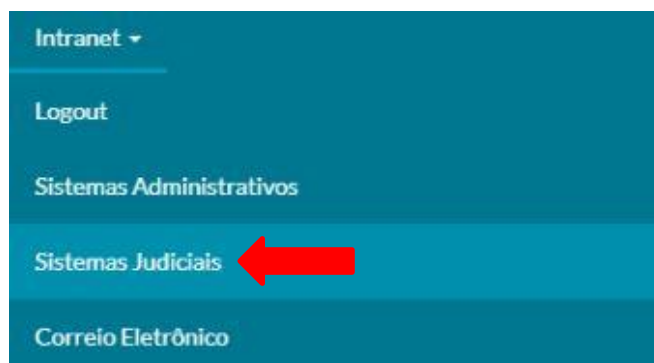 Intranet
Logout
Sistemas Administrativos
Sistemas Judiciais
Correio Eletrônico